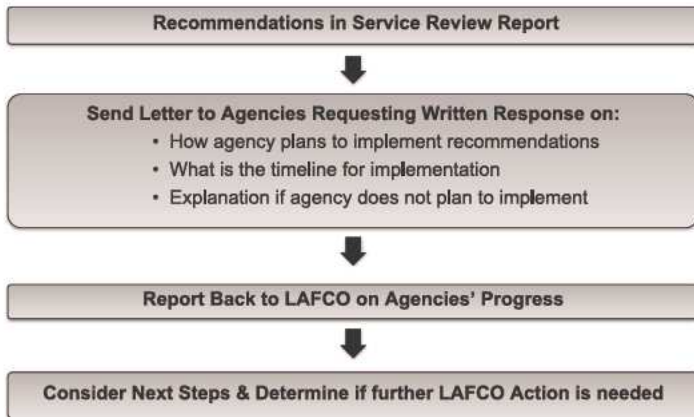 Recommendations in Service Review Report
Send Letter to Agencies Requesting Written Response on:
• How agency plans to implement recommendations
• What is the timeline for implementation
• Explanation if agency does not plan to implement
Report Back to LAFCO on Agencies' Progress
Consider Next Steps & Determine if further LAFCO Action is needed